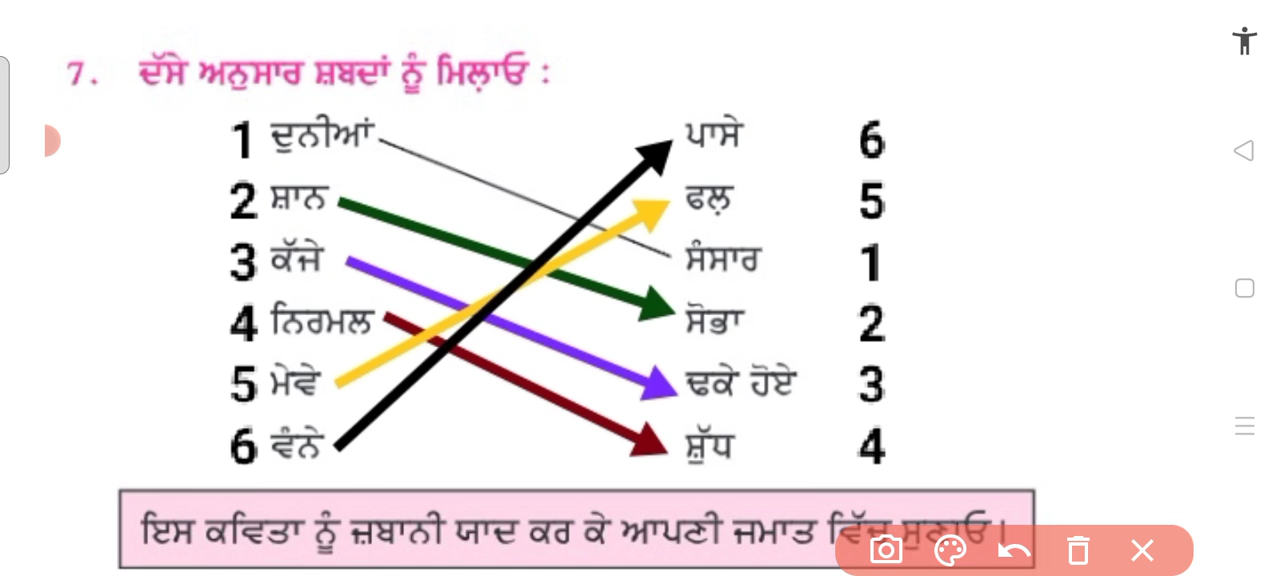 7. ਦੱਸੇ ਅਨੁਸਾਰ ਸ਼ਬਦਾਂ ਨੂੰ ਮਿਲ਼ਾਓ :
1 ਦੁਨੀਆਂ ਪਾਸੇ 6
2 ਸ਼ਾਨ ਫਲ਼ 5
3 ਕੱਜੇ ਸੰਸਾਰ 1
4 ਨਿਰਮਲ ਸੋਭਾ 2
5 ਮੇਵੇ ਢਕੇ ਹੋਏ 3
6 ਵੰਨੇ ਸ਼ੁੱਧ 4
ਇਸ ਕਵਿਤਾ ਨੂੰ ਜ਼ਬਾਨੀ ਯਾਦ ਕਰ ਕੇ ਆਪਣੀ ਜਮਾਤ ਵਿੱਚ ਸੁਣਾਓ।